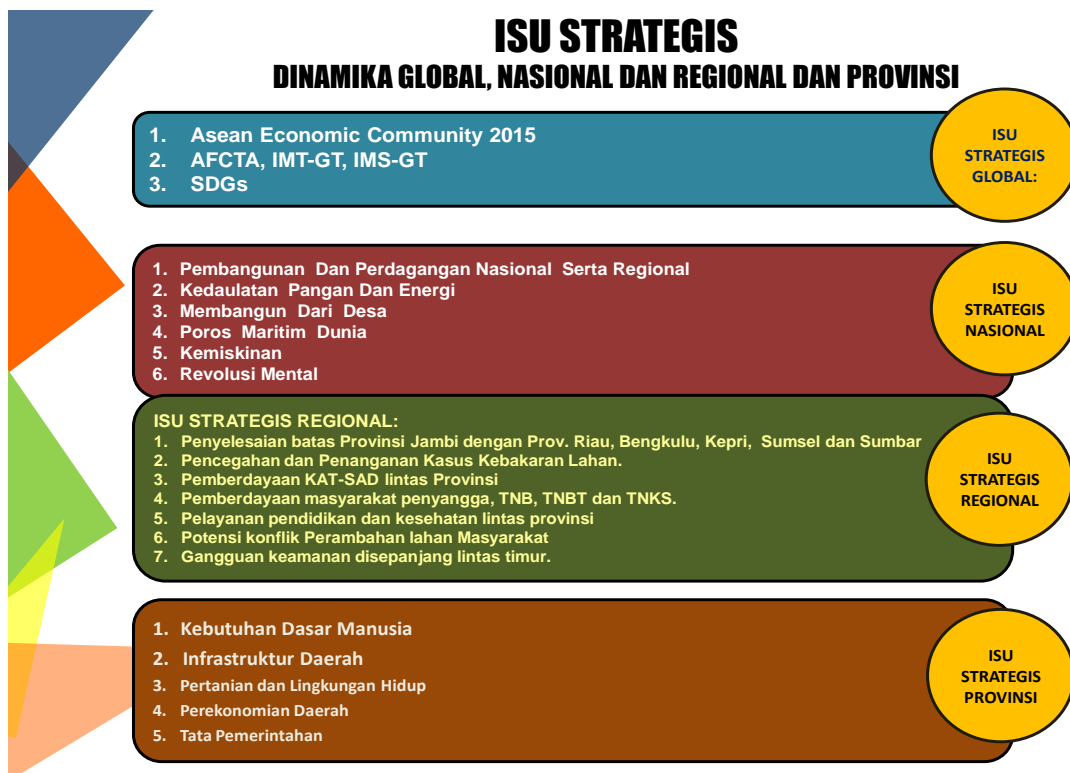 ISU STRATEGIS
DINAMIKA GLOBAL, NASIONAL DAN REGIONAL DAN PROVINSI
1. Asean Economic Community 2015
2. AFCTA, IMT-GT, IMS-GT
3. SDGs
ISU
STRATEGIS
GLOBAL:
1. Pembangunan Dan Perdagangan Nasional Serta Regional
2. Kedaulatan Pangan Dan Energi
3. Membangun Dari Desa
4. Poros Maritim Dunia
5. Kemiskinan
6. Revolusi Mental
ISU
STRATEGIS
NASIONAL
ISU STRATEGIS REGIONAL:
1. Penyelesaian batas Provinsi Jambi dengan Prov. Riau, Bengkulu, Kepri, Sumsel dan Sumbar
2. Pencegahan dan Penanganan Kasus Kebakaran Lahan.
3. Pemberdayaan KAT-SAD lintas Provinsi
4. Pemberdayaan masyarakat penyangga, TNB, TNBT dan TNKS.
5. Pelayanan pendidikan dan kesehatan lintas provinsi
6. Potensi konflik Perambahan lahan Masyarakat
7. Gangguan keamanan disepanjang lintas timur.
ISU
STRATEGIS
REGIONAL
1. Kebutuhan Dasar Manusia
2. Infrastruktur Daerah
3. Pertanian dan Lingkungan Hidup
4. Perekonomian Daerah
5. Tata Pemerintahan
ISU
STRATEGIS
PROVINSI